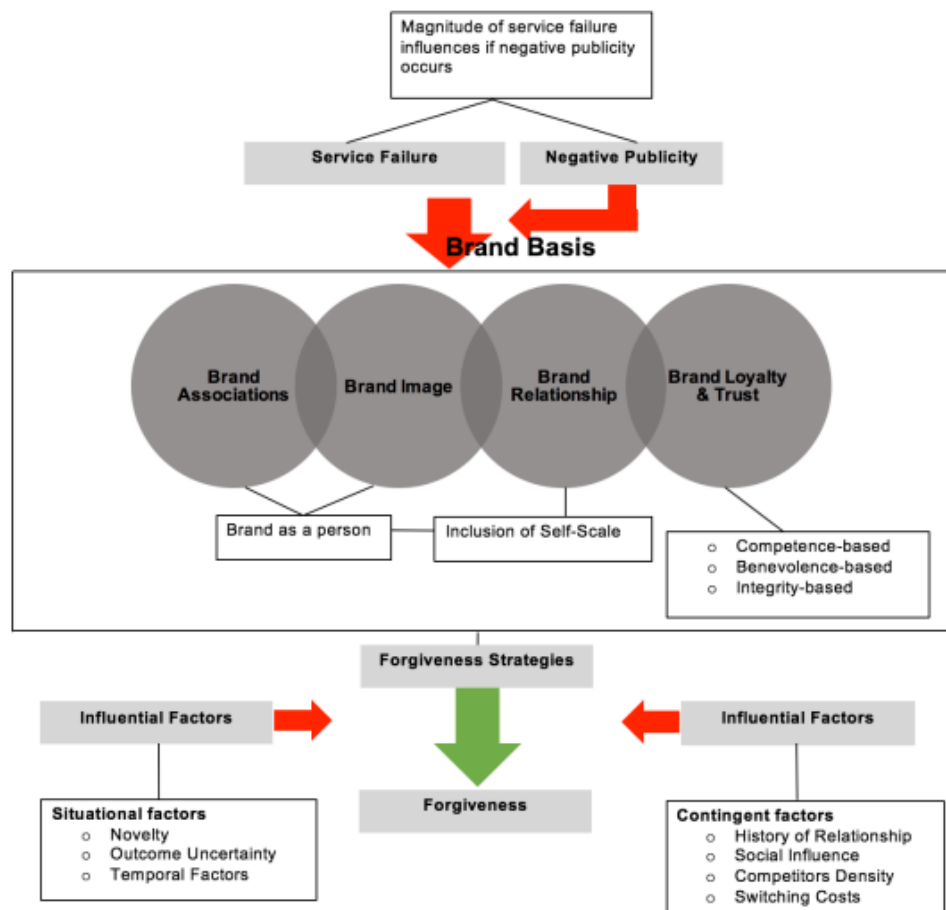 Magnitude of service failure
influences if negative publicity
occurs
Service Failure
Negative Publicity
Brand Basis
Brand
Associations
Brand Image
Brand
Relationship
Brand Loyalty
& Trust
Brand as a person
Inclusion of Self-Scale
o Competence-based
o Benevolence-based
o Integrity-based
Forgiveness Strategies
Influential Factors
Influential Factors
Forgiveness
Situational factors
o Novelty
o Outcome Uncertainty
o Temporal Factors
Contingent factors
o History of Relationship
o Social Influence
o Competitors Density
o Switching Costs